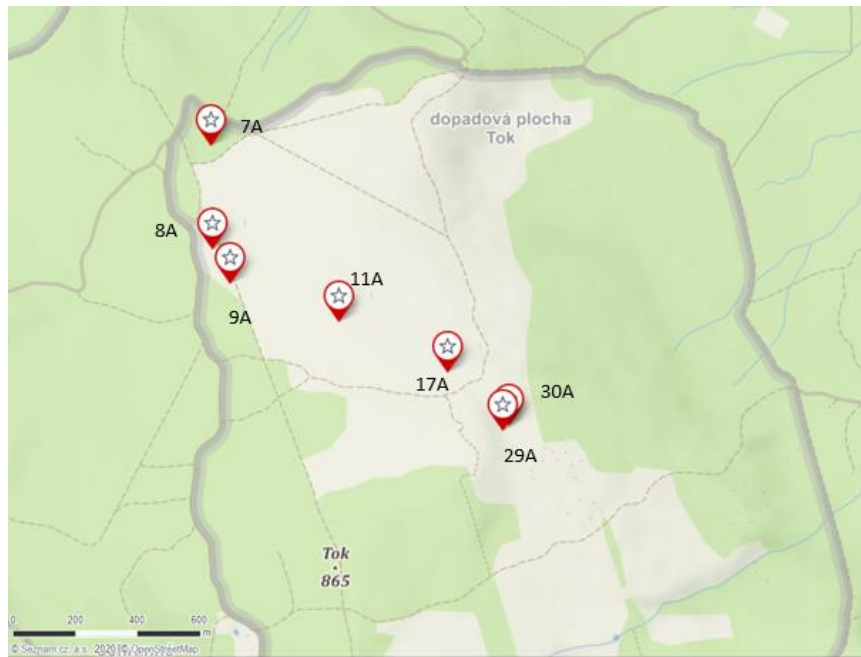 dopadová plocha
Tok
7A
8A
9A
11A
17A
30A
29A
Tok
865
0 200 400 600
m
© Seznam.cz, a.s. 2020 © OpenStreetMap